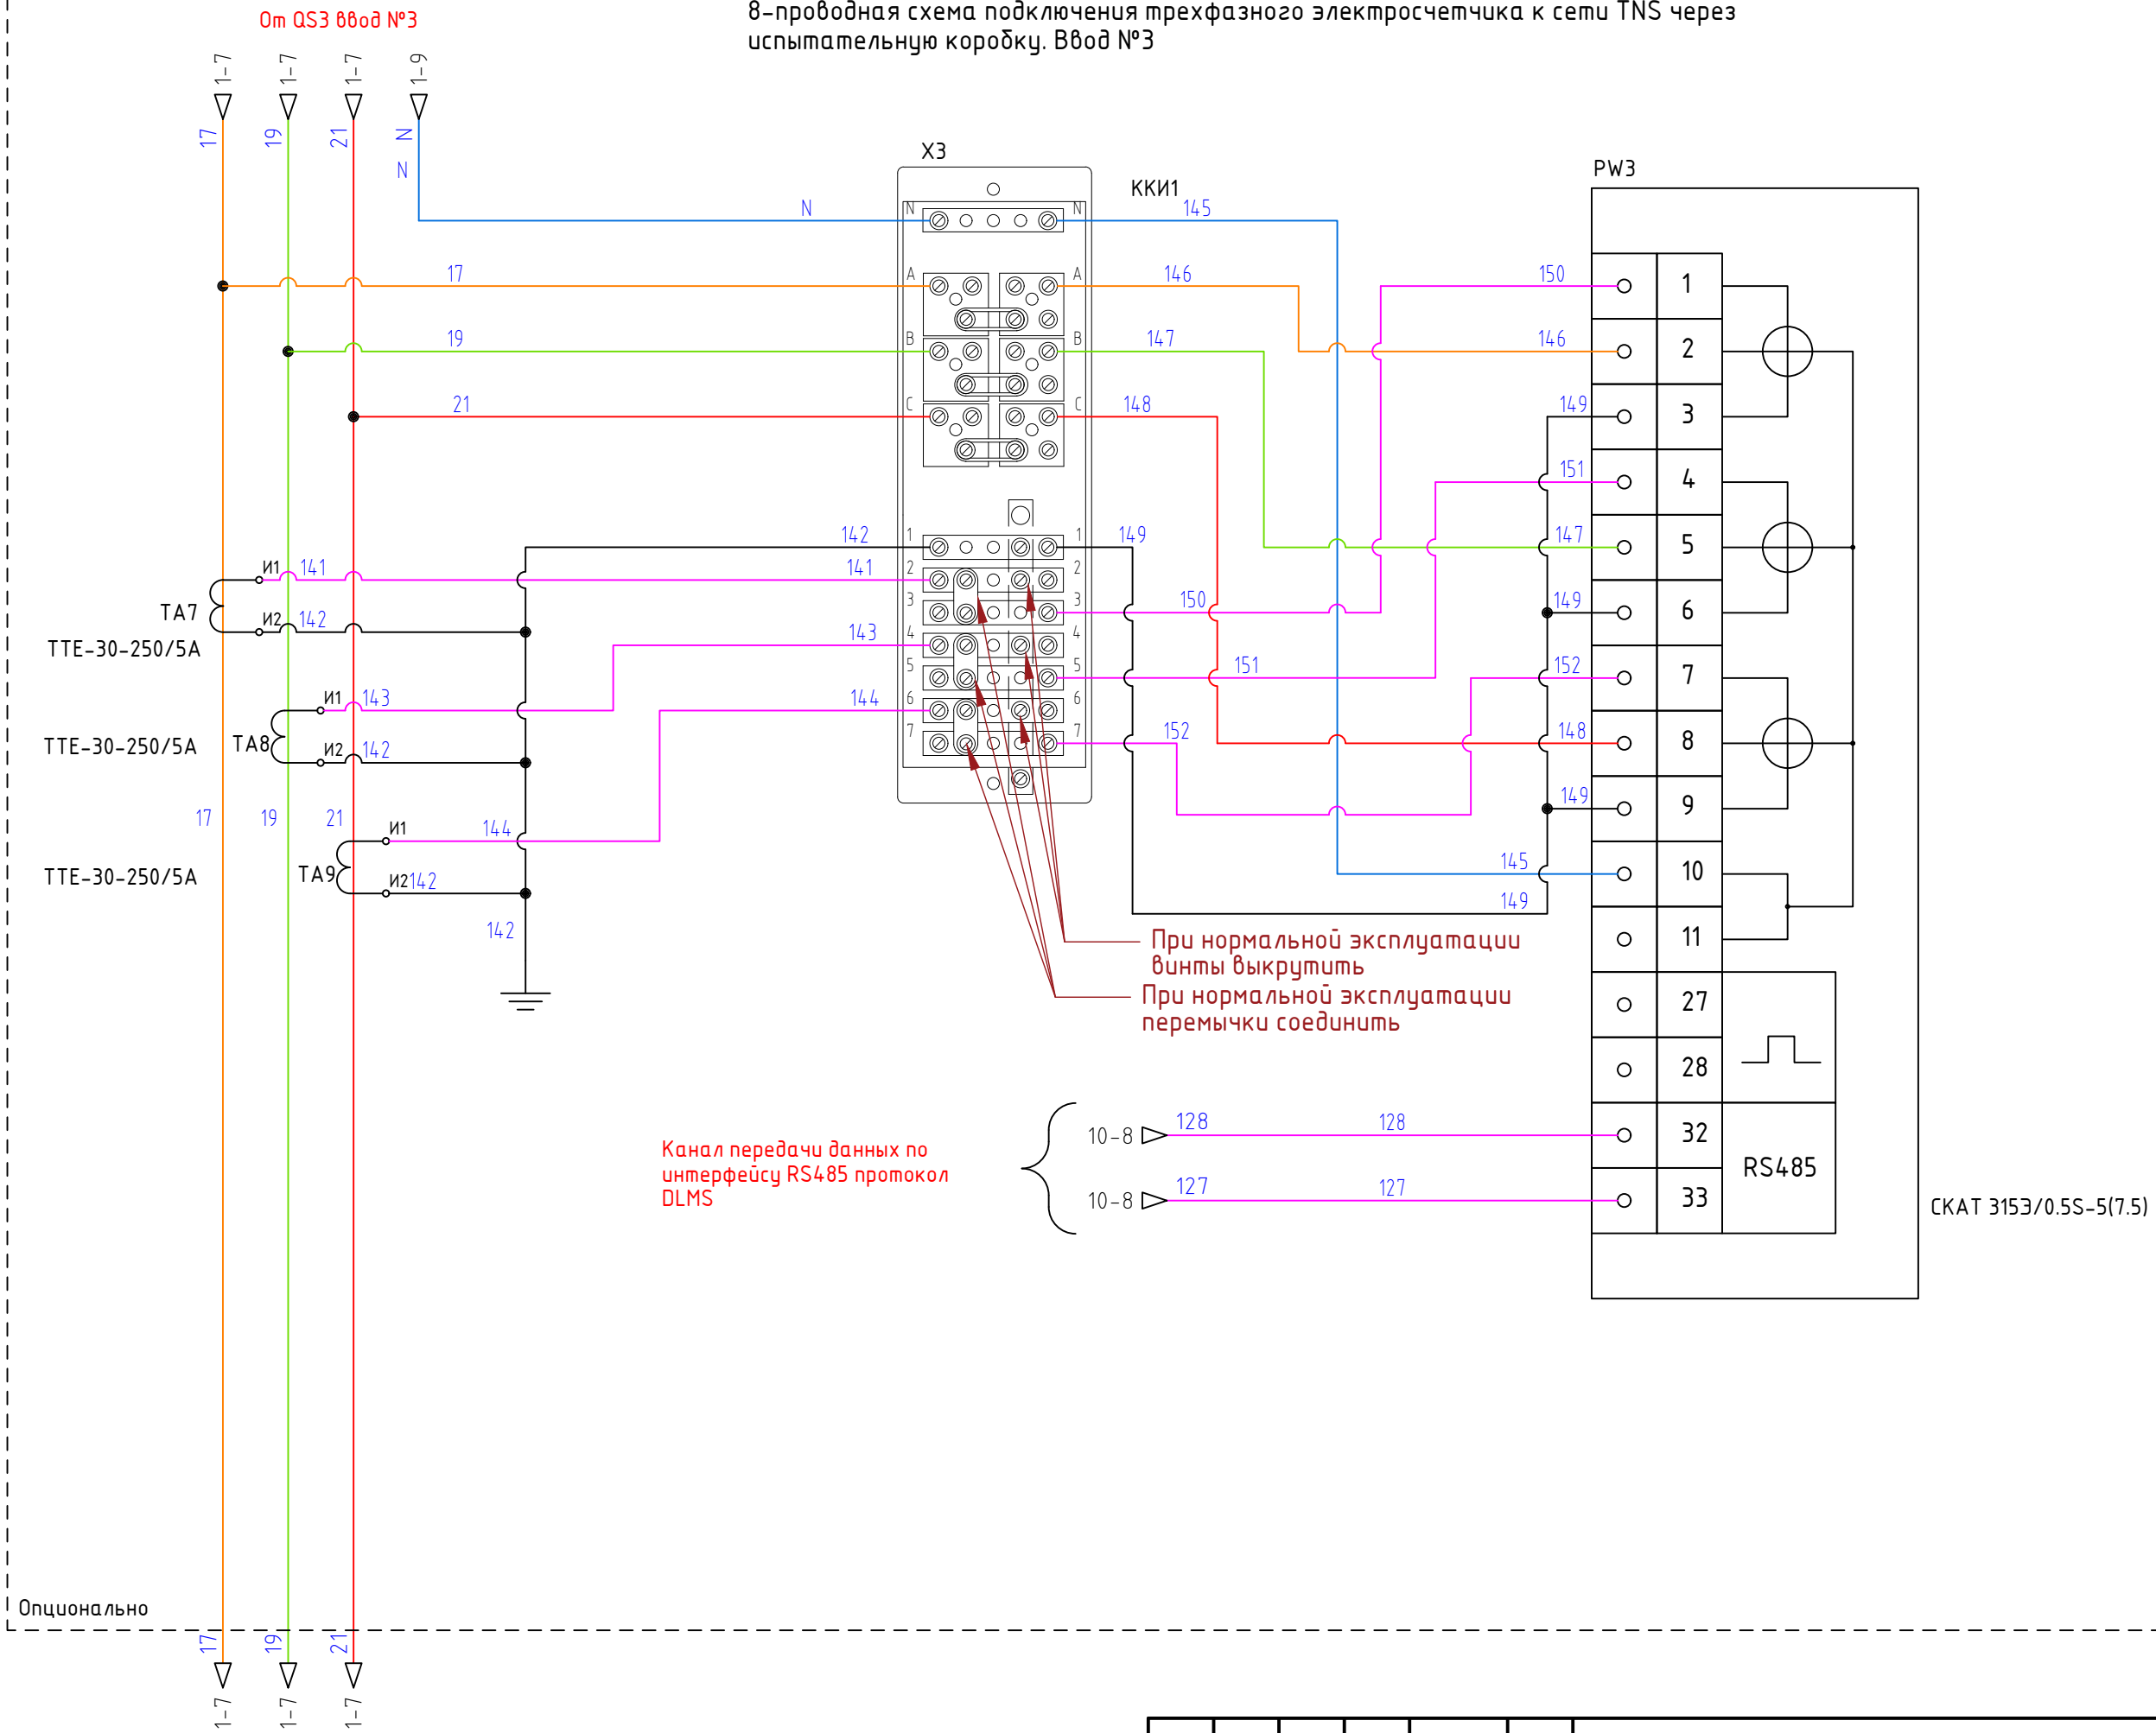 От QS3 ввод №3
8-проводная схема подключения трехфазного электросчетчика к сети TNS через
испытательную коробку. Ввод №3
1-7
1-7
1-7
1-9
17
19
21
N
N
X3
ККИ1
PW3
N
N
N
145
17
A
A
146
150
1
19
B
B
147
146
2
21
C
C
148
149
3
151
4
142
1
1
149
147
5
И1
141
141
2
2
TA7
И2
142
3
3
150
149
6
ТТЕ-30-250/5А
143
4
4
5
5
151
152
7
И1
143
144
6
6
ТТЕ-30-250/5А
TA8
И2
142
7
7
152
148
8
17
19
21
И1
144
149
9
ТТЕ-30-250/5А
TA9
И2
142
145
10
142
149
11
При нормальной эксплуатации
винты выкрутить
При нормальной эксплуатации
перемычки соединить
27
28
Канал передачи данных по
интерфейсу RS485 протокол
DLMS
10-8
128
128
32
10-8
127
127
33
RS485
СКАТ 315Э/0.5S-5(7.5)
Опционально
17
19
21
1-7
1-7
1-7